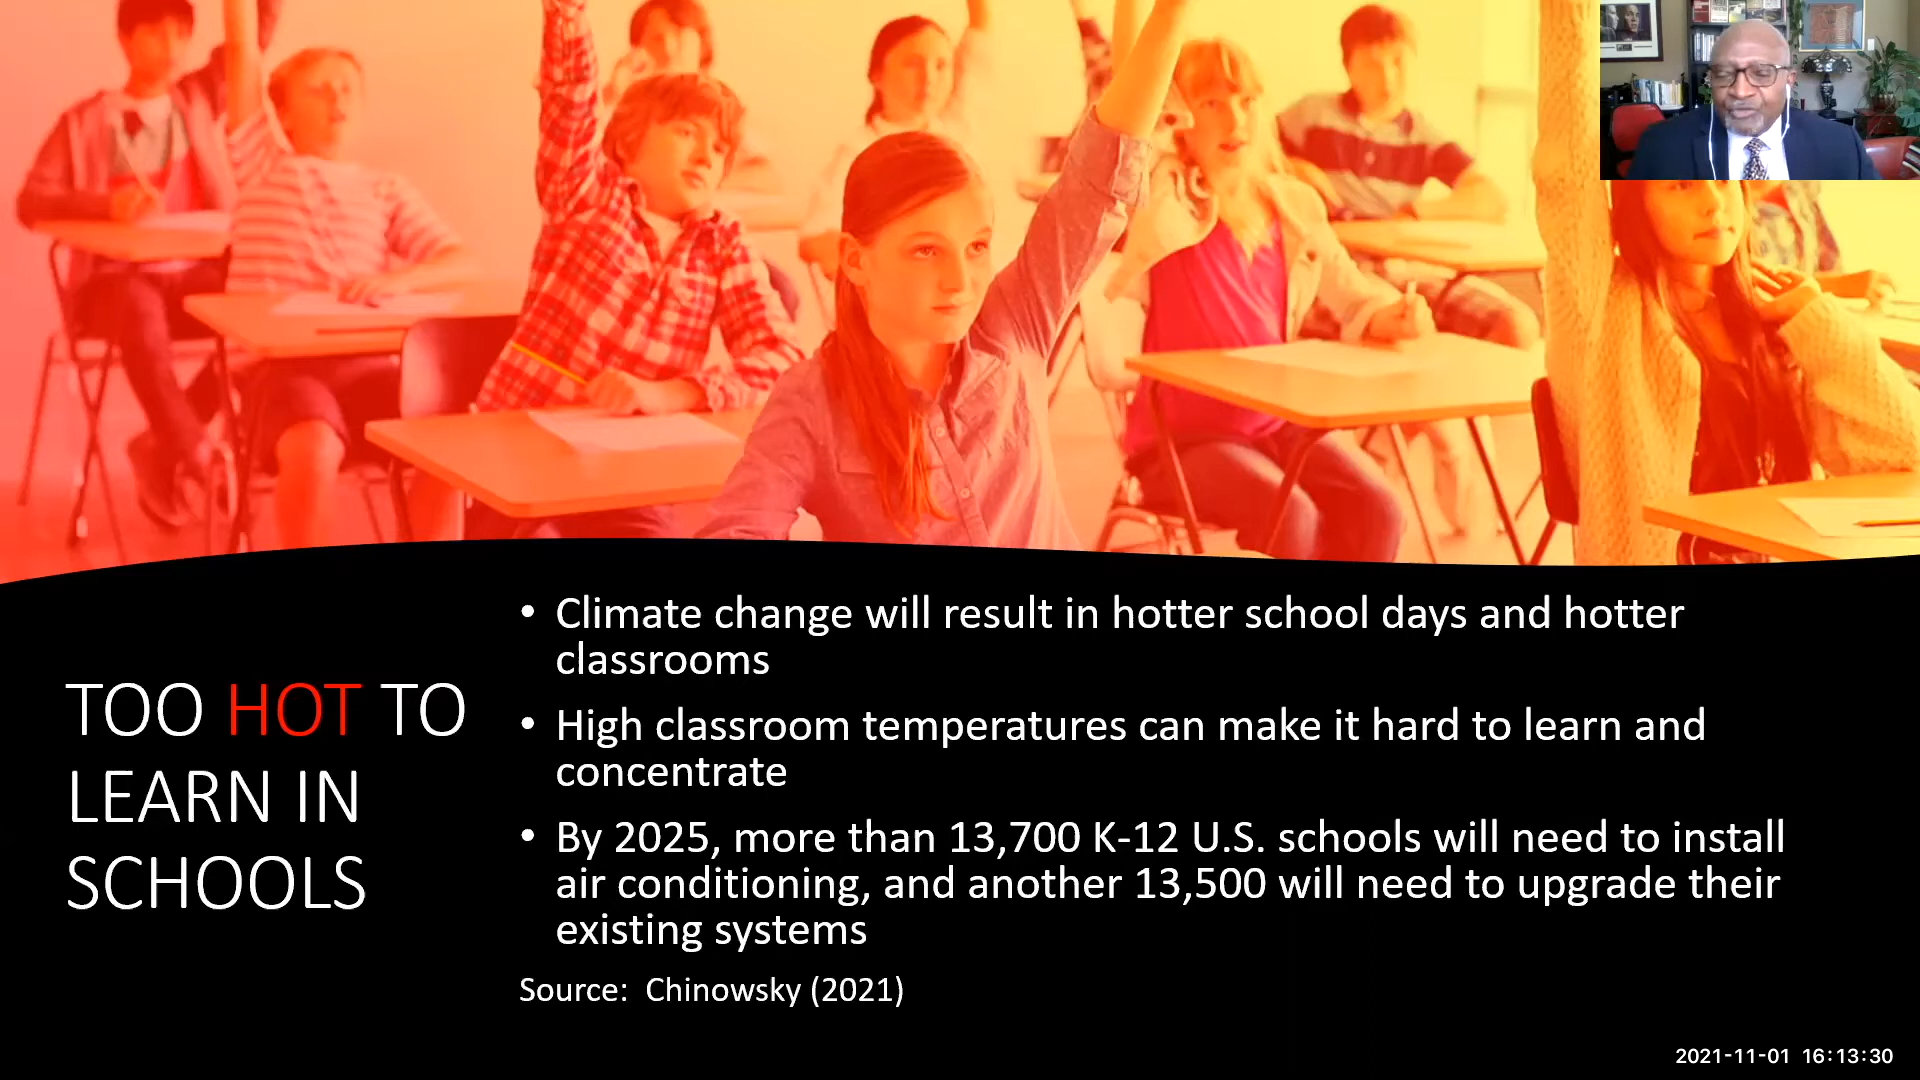 TOO HOT TO
LEARN IN
SCHOOLS
• Climate change will result in hotter school days and hotter
classrooms
• High classroom temperatures can make it hard to learn and
concentrate
• By 2025, more than 13,700 K-12 U.S. schools will need to install
air conditioning, and another 13,500 will need to upgrade their
existing systems
Source: Chinowsky (2021)
2021-11-01 16:13:30